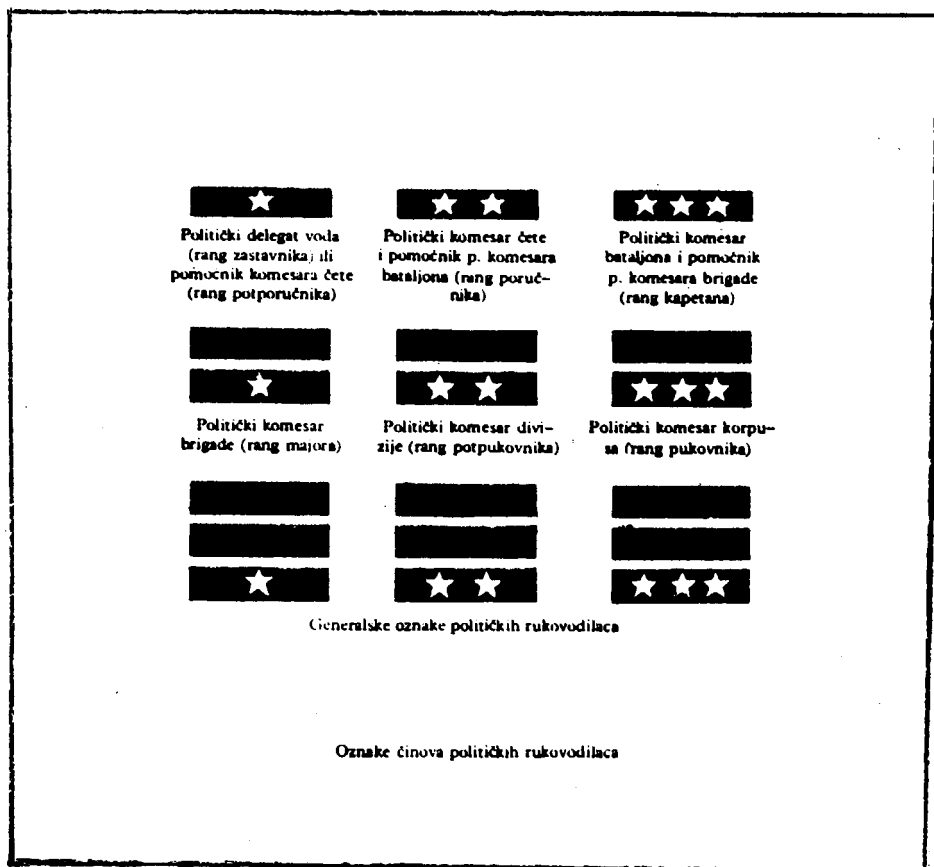 Politički delegat voda
(rang zastavnika) ili
pomoćnik komesara čete
(rang potporučnika)
Politički komesar čete
i pomoćnik p. komesara
bataljona (rang poruč-
nika)
Politički komesar
bataljona i pomoćnik
p. komesara brigade
(rang kapetana)
Politički komesar
brigade (rang majora)
Politički komesar divi-
zije (rang potpukovnika)
Politički komesar korpu-
sa (rang pukovnika)
Generalske oznake političkih rukovodilaca
Oznake činova političkih rukovodilaca